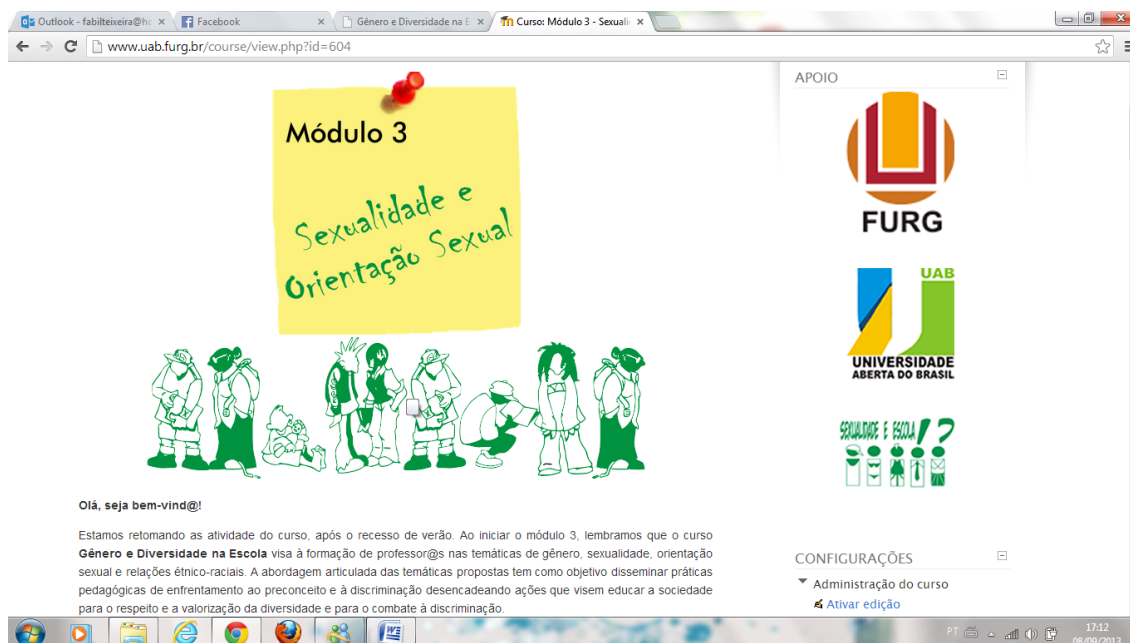 Outlook - fabilteixeira@ho
Facebook
Gênero e Diversidade na E
Curso: Módulo 3 - Sexuali
www.uab.furg.br/course/view.php?id=604
Módulo 3
Sexualidade e
Orientação Sexual
Olá, seja bem-vind@!
Estamos retomando as atividade do curso, após o recesso de verão. Ao iniciar o módulo 3, lembramos que o curso
Gênero e Diversidade na Escola visa à formação de professor@s nas temáticas de gênero, sexualidade, orientação
sexual e relações étnico-raciais. A abordagem articulada das temáticas propostas tem como objetivo disseminar práticas
pedagógicas de enfrentamento ao preconceito e à discriminação desencadeando ações que visem educar a sociedade
para o respeito e a valorização da diversidade e para o combate à discriminação.
APOIO
FURG
UAB
UNIVERSIDADE
ABERTA DO BRASIL
SEXUALIDADE E ESCOLA !?
CONFIGURAÇÕES
Administração do curso
Ativar edição
PT
17:12
08/09/2013